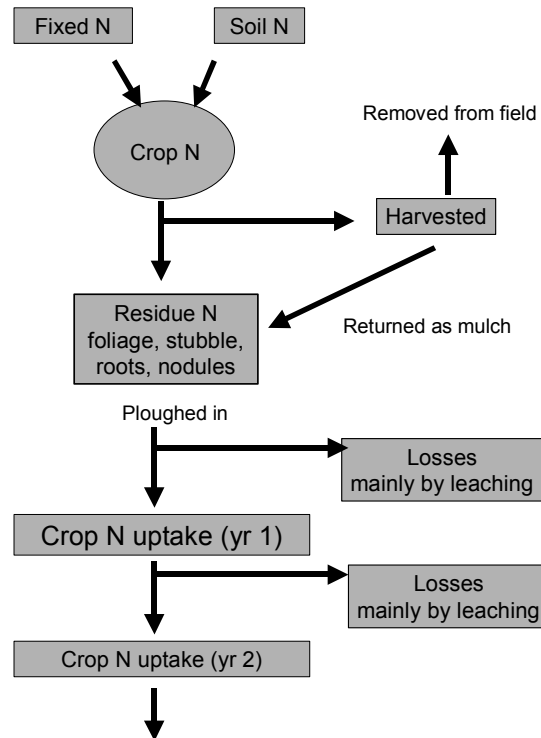 Fixed N
Soil N
Removed from field
Crop N
Harvested
Residue N
foliage, stubble,
roots, nodules
Returned as mulch
Ploughed in
Losses
mainly by leaching
Crop N uptake (yr 1)
Losses
mainly by leaching
Crop N uptake (yr 2)